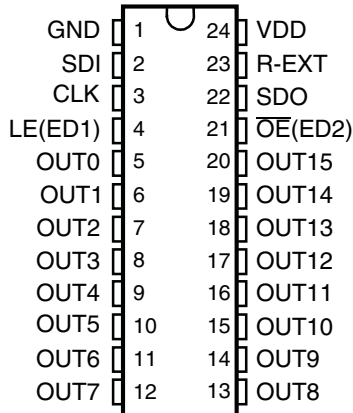 GND 1 24 VDD
SDI 2 23 R-EXT
CLK 3 22 SDO
LE(ED1) 4 21 O̅E̅(ED2)
OUT0 5 20 OUT15
OUT1 6 19 OUT14
OUT2 7 18 OUT13
OUT3 8 17 OUT12
OUT4 9 16 OUT11
OUT5 10 15 OUT10
OUT6 11 14 OUT9
OUT7 12 13 OUT8